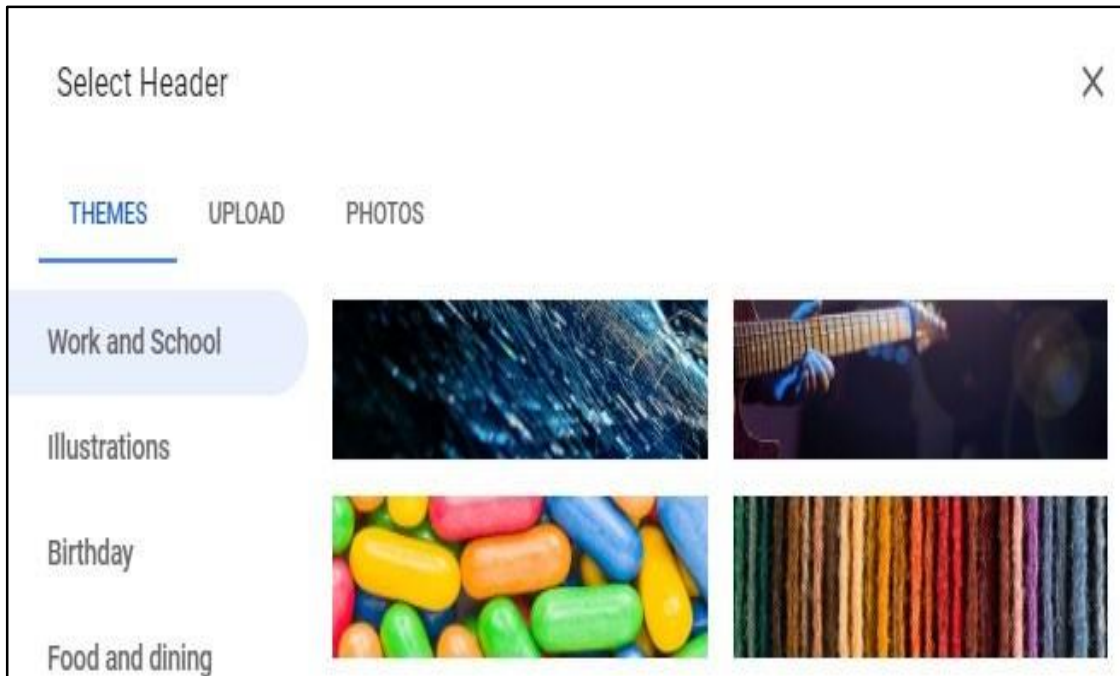 Select Header X
THEMES UPLOAD PHOTOS
Work and School
Illustrations
Birthday
Food and dining